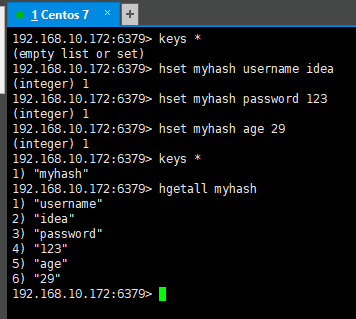 1 Centos 7
192.168.10.172:6379> keys *
(empty list or set)
192.168.10.172:6379> hset myhash username idea
(integer) 1
192.168.10.172:6379> hset myhash password 123
(integer) 1
192.168.10.172:6379> hset myhash age 29
(integer) 1
192.168.10.172:6379> keys *
1) "myhash"
192.168.10.172:6379> hgetall myhash
1) "username"
2) "idea"
3) "password"
4) "123"
5) "age"
6) "29"
192.168.10.172:6379>